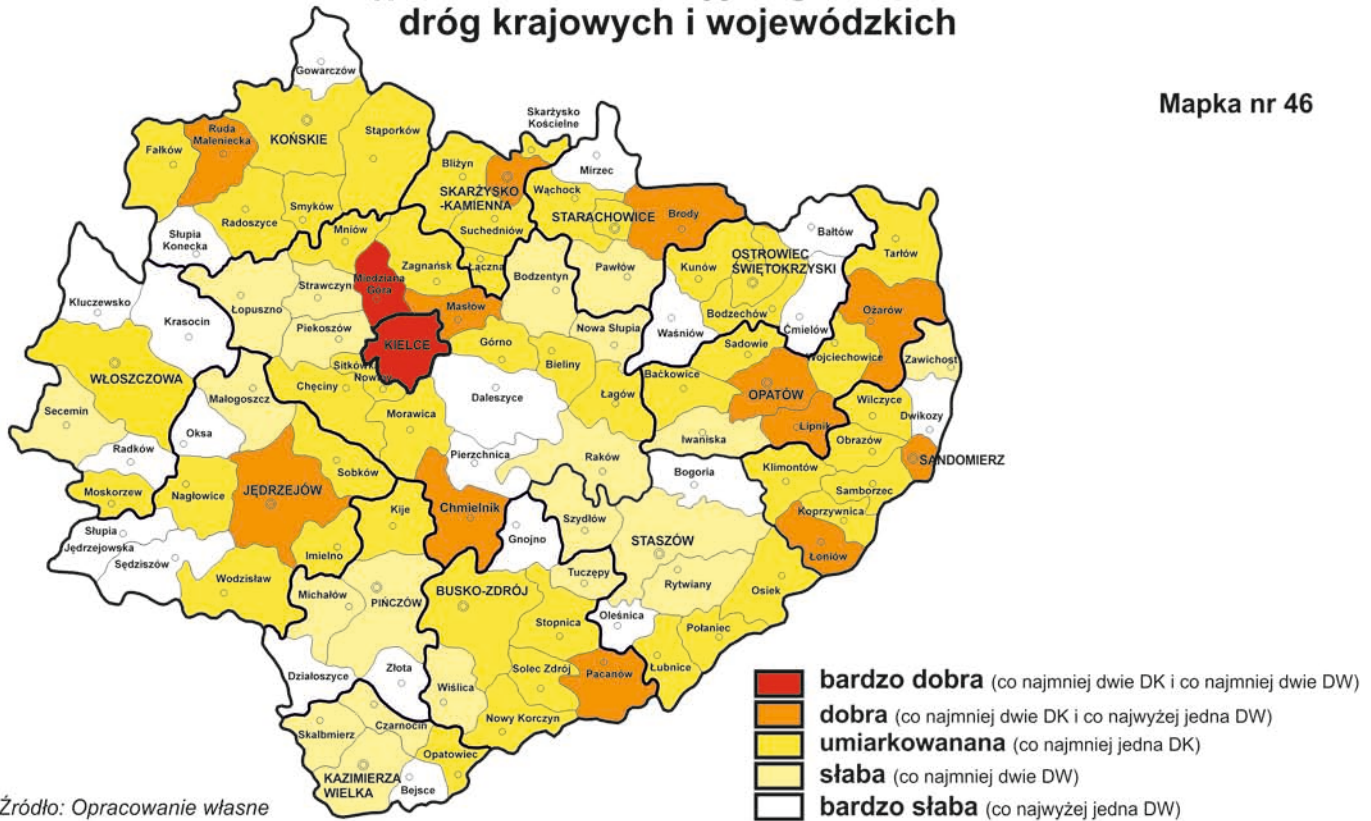 dróg krajowych i wojewódzkich
Mapka nr 46
Gowarczów
Skarżysko
Kościelne
Ruda
Maleniecka
KOŃSKIE
Stąporków
Fałków
Bliżyn
Mirzec
SKARŻYSKO
-KAMIENNA
Wąchock
Smyków
Radoszyce
STARACHOWICE
Brody
Słupia
Konecka
Mniów
Suchedniów
Bałtów
Tarłów
OSTROWIEC
ŚWIĘTOKRZYSKI
Zagnańsk
Łączna
Bodzentyn
Pawłów
Kunów
Miedziana
Góra
Strawczyn
Kluczewsko
Łopuszno
Krasocin
Masłów
Ożarów
Bodzechów
Piekoszów
Nowa Słupia
Waśniów
Ćmielów
KIELCE
Górno
Sadowie
Wojciechowice
Zawichost
Sitkówka
Nowiny
Bieliny
WŁOSZCZOWA
Chęciny
Baćkowice
OPATÓW
Małogoszcz
Daleszyce
Łagów
Wilczyce
Secemin
Morawica
Dwikozy
Oksa
Lipnik
Iwaniska
Obrazów
Radków
Pierzchnica
Raków
SANDOMIERZ
Sobków
Bogoria
Klimontów
Moskorzew
Nagłowice
JĘDRZEJÓW
Samborzec
Kije
Chmielnik
Koprzywnica
Szydłów
Słupia
Jędrzejowska
Gnojno
STASZÓW
Łoniów
Imielno
Sędziszów
Tuczępy
Wodzisław
Rytwiany
Osiek
Michałów
PIŃCZÓW
BUSKO-ZDRÓJ
Oleśnica
Stopnica
Połaniec
Działoszyce
Złota
Solec Zdrój
Pacanów
Łubnice
Wiślica
bardzo dobra (co najmniej dwie DK i co najmniej dwie DW)
Nowy Korczyn
dobra (co najmniej dwie DK i co najwyżej jedna DW)
Czarnocin
Skalbmierz
umiarkowanana (co najmniej jedna DK)
Opatowiec
słaba (co najmniej dwie DW)
KAZIMIERZA
WIELKA
Bejsce
bardzo słaba (co najwyżej jedna DW)
Źródło: Opracowanie własne